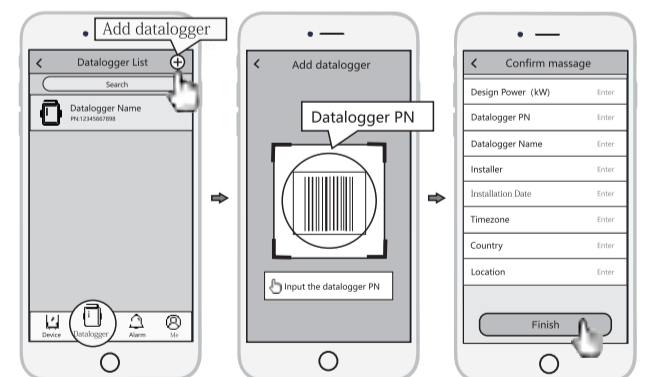 Add datalogger
Datalogger List
Search
Datalogger Name
PN:12345667898
Device
Datalogger
Alarm
Me
Add datalogger
Datalogger PN
Input the datalogger PN
Confirm massage
Design Power (kW) Enter
Datalogger PN Enter
Datalogger Name Enter
Installer Enter
Installation Date Enter
Timezone Enter
Country Enter
Location Enter
Finish